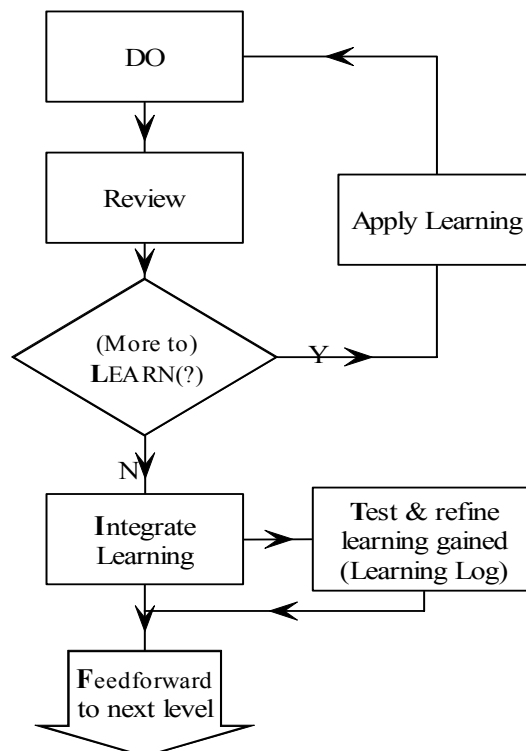 DO
Review
Apply Learning
(More to)
LEARN(?)
Y
N
Integrate
Learning
Test & refine
learning gained
(Learning Log)
Feedforward
to next level